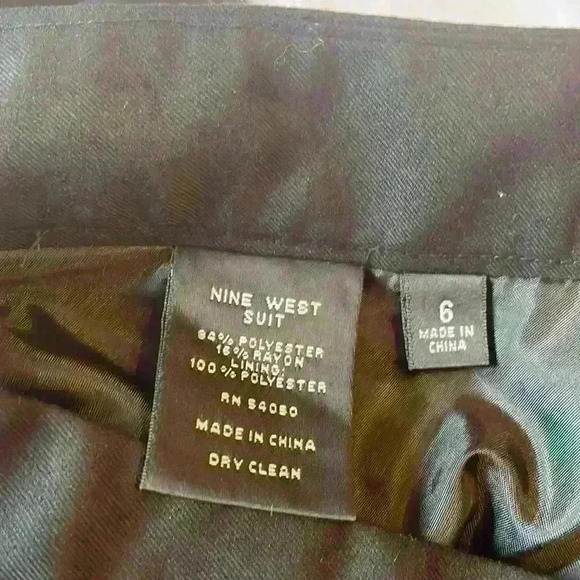 NINE WEST
SUIT
84% POLYESTER
16% RAYON
LINING:
100% POLYESTER
RN 54050
MADE IN CHINA
DRY CLEAN
6
MADE IN
CHINA